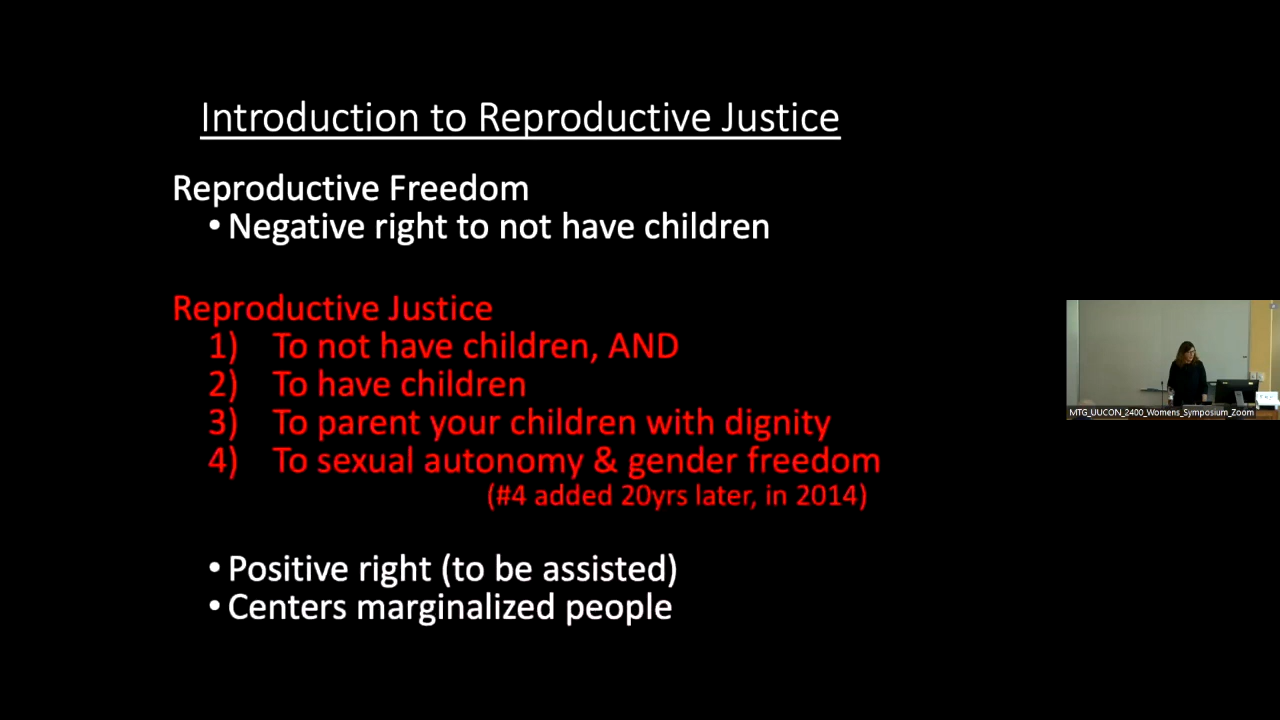 Introduction to Reproductive Justice
Reproductive Freedom
• Negative right to not have children
Reproductive Justice
1) To not have children, AND
2) To have children
3) To parent your children with dignity
4) To sexual autonomy & gender freedom
(#4 added 20yrs later, in 2014)
• Positive right (to be assisted)
• Centers marginalized people
MTG_UUCON_2400_Womens_Symposium_Zoom